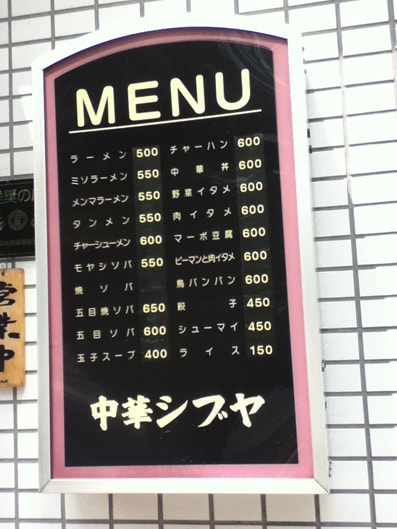 MENU
ラーメン 500
ミソラーメン 550
メンマラーメン 550
タンメン 550
チャーシューメン 600
モヤシソバ 550
焼ソバ
五目焼ソバ 650
五目ソバ 600
玉子スープ 400
チャーハン 600
中華丼 600
野菜イタメ 600
肉イタメ 600
マーボ豆腐 600
ピーマンと肉イタメ 600
鳥バンバン 600
餃子 450
シューマイ 450
ライス 150
中華シブヤ
営業中